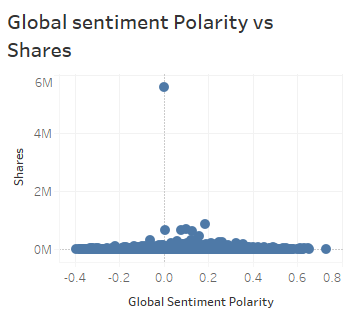 Global sentiment Polarity vs
Shares
6M
4M
2M
0M
Shares
-0.4 -0.2 0.0 0.2 0.4 0.6 0.8
Global Sentiment Polarity